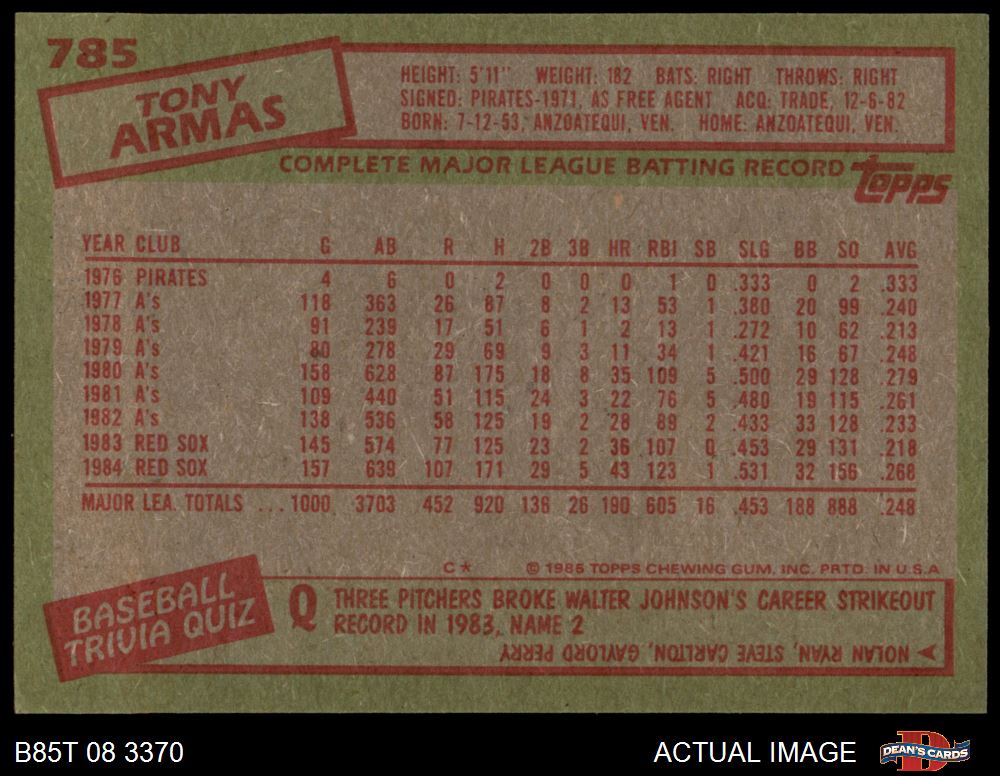 785
TONY
ARMAS
HEIGHT: 5'11" WEIGHT: 182 BATS: RIGHT THROWS: RIGHT
SIGNED: PIRATES-1971, AS FREE AGENT ACQ: TRADE, 12-6-82
BORN: 7-12-53, ANZOATEQUI, VEN. HOME: ANZOATEQUI, VEN.
COMPLETE MAJOR LEAGUE BATTING RECORD
Topps
YEAR CLUB G AB R H 2B 3B HR RBI SB SLG BB SO AVG
1976 PIRATES 4 6 0 2 0 0 0 1 0 .333 0 2 .333
1977 A's 118 363 26 87 8 2 13 53 1 .380 20 99 .240
1978 A's 91 239 17 51 6 1 2 13 1 .272 10 62 .213
1979 A's 80 278 29 69 9 3 11 34 1 .421 16 67 .248
1980 A's 158 628 87 175 18 8 35 109 5 .500 29 128 .279
1981 A's 109 440 51 115 24 3 22 76 5 .480 19 115 .261
1982 A's 138 536 58 125 19 2 28 89 2 .433 33 128 .233
1983 RED SOX 145 574 77 125 23 2 36 107 0 .453 29 131 .218
1984 RED SOX 157 639 107 171 29 5 43 123 1 .531 32 156 .268
MAJOR LEA. TOTALS ... 1000 3703 452 920 136 26 190 605 16 .453 188 888 .248
C* © 1985 TOPPS CHEWING GUM, INC. PRTD. IN U.S.A
BASEBALL
TRIVIA QUIZ
Q THREE PITCHERS BROKE WALTER JOHNSON'S CAREER STRIKEOUT
RECORD IN 1983, NAME 2
NOLAN RYAN, STEVE CARLTON, GAYLORD PERRY
B85T 08 3370
ACTUAL IMAGE
D
DEAN'S CARDS